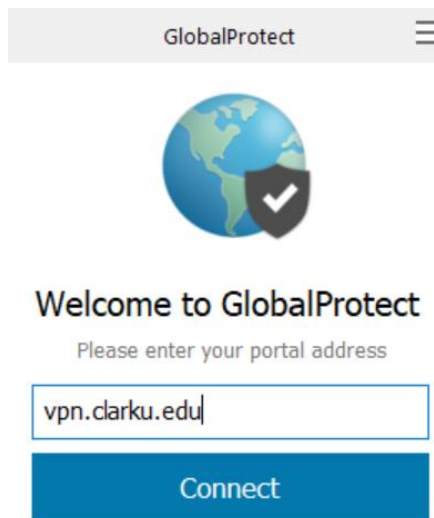 GlobalProtect
Welcome to GlobalProtect
Please enter your portal address
vpn.clarku.edu
Connect